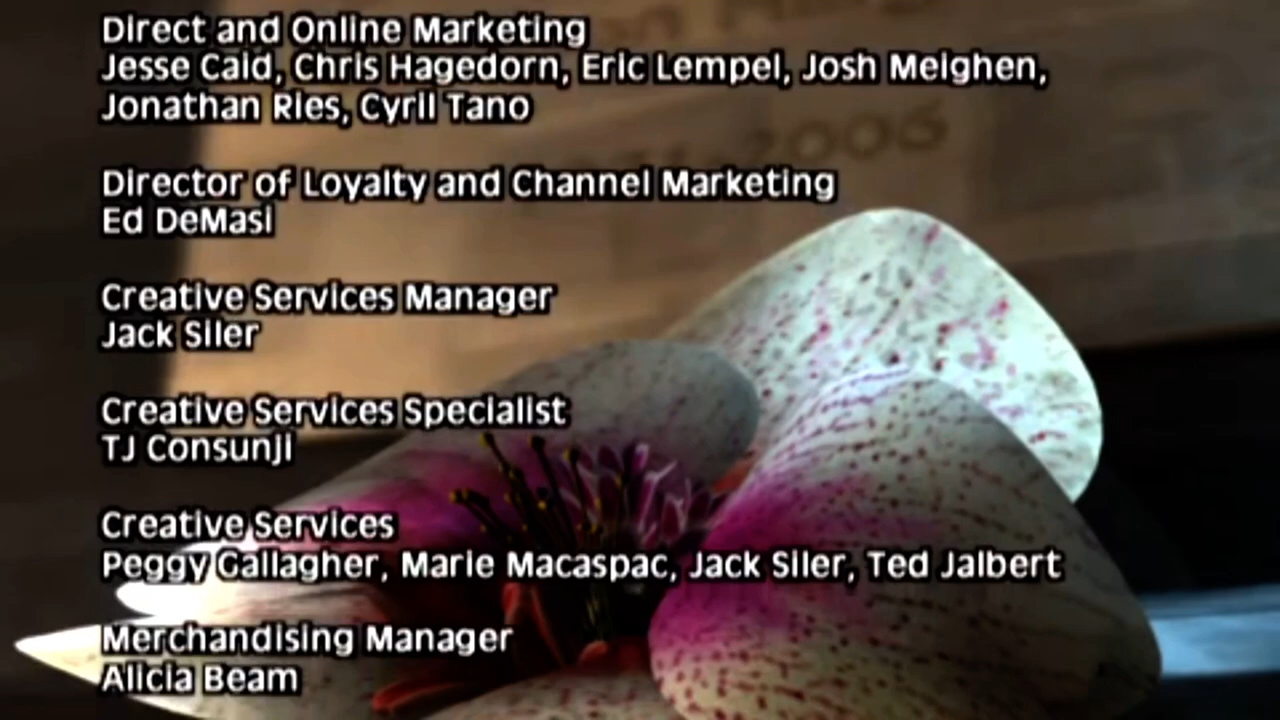 Direct and Online Marketing
Jesse Caid, Chris Hagedorn, Eric Lempel, Josh Meighen,
Jonathan Ries, Cyril Tano
2006
Director of Loyalty and Channel Marketing
Ed DeMasi
Creative Services Manager
Jack Siler
Creative Services Specialist
TJ Consunji
Creative Services
Peggy Gallagher, Marie Macaspac, Jack Siler, Ted Jalbert
Merchandising Manager
Alicia Beam